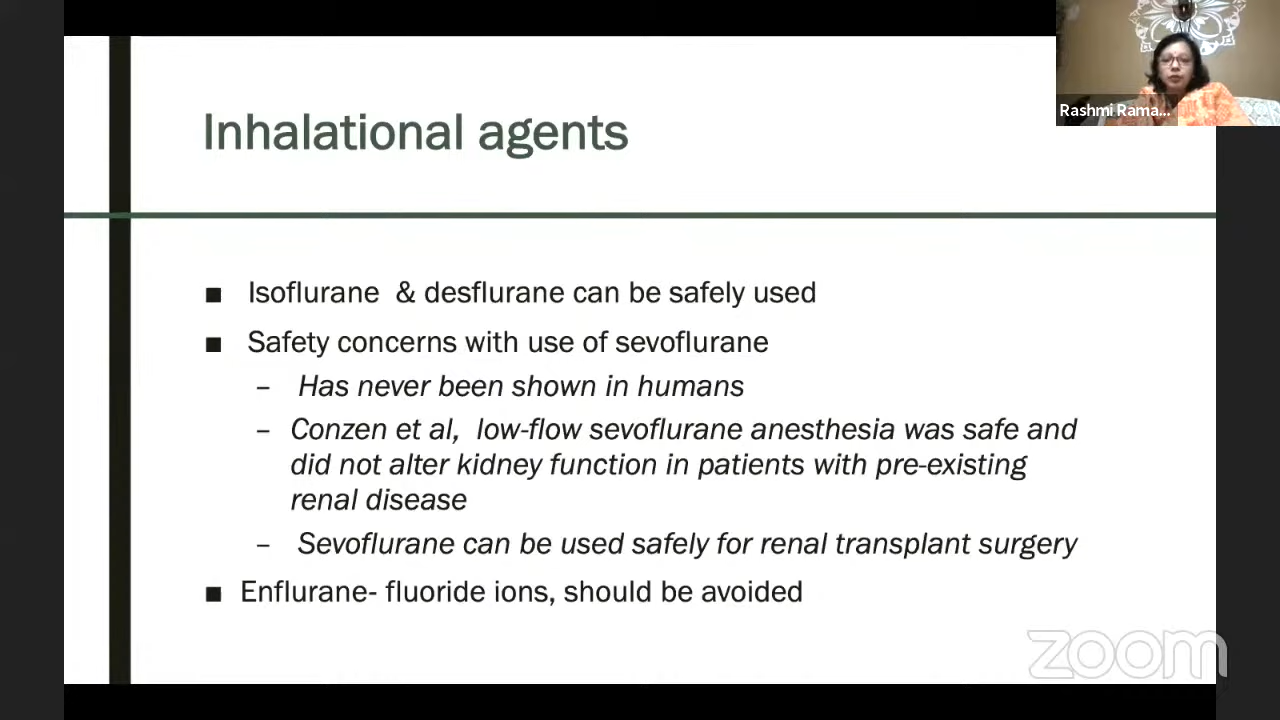 Rashmi Rama...
Inhalational agents
■ Isoflurane & desflurane can be safely used
■ Safety concerns with use of sevoflurane
– Has never been shown in humans
– Conzen et al, low-flow sevoflurane anesthesia was safe and
did not alter kidney function in patients with pre-existing
renal disease
– Sevoflurane can be used safely for renal transplant surgery
■ Enflurane- fluoride ions, should be avoided
zoom